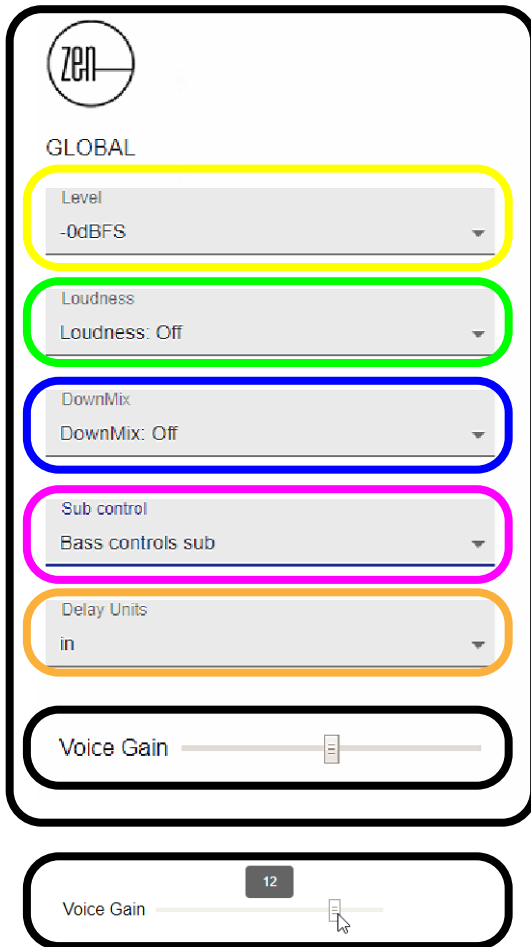 zen
GLOBAL
Level
-0dBFS
Loudness
Loudness: Off
DownMix
DownMix: Off
Sub control
Bass controls sub
Delay Units
in
Voice Gain
12
Voice Gain